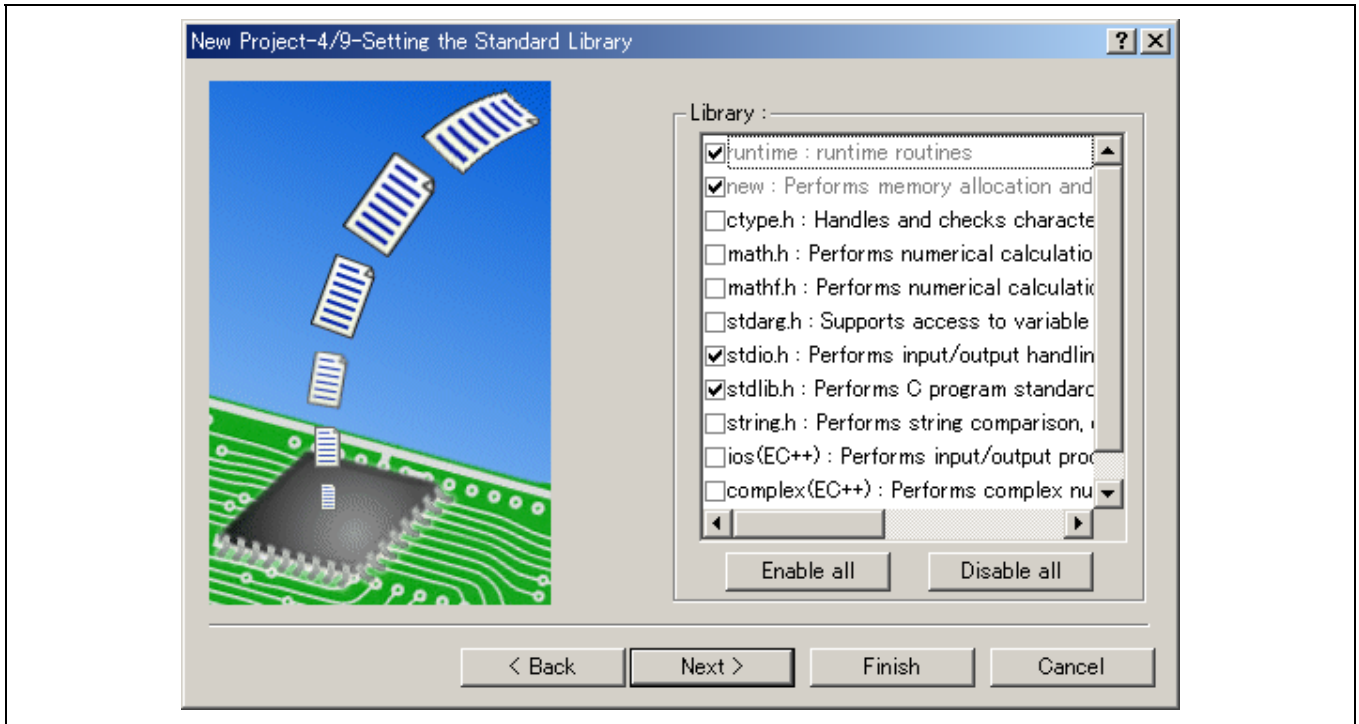 New Project-4/9-Setting the Standard Library
Library :
runtime : runtime routines
new : Performs memory allocation and
ctype.h : Handles and checks characte
math.h : Performs numerical calculatio
mathf.h : Performs numerical calculatio
stdarg.h : Supports access to variable
stdio.h : Performs input/output handlin
stdlib.h : Performs C program standard
string.h : Performs string comparison,
ios(EC++) : Performs input/output proc
complex(EC++) : Performs complex nu
Enable all Disable all
< Back Next > Finish Cancel